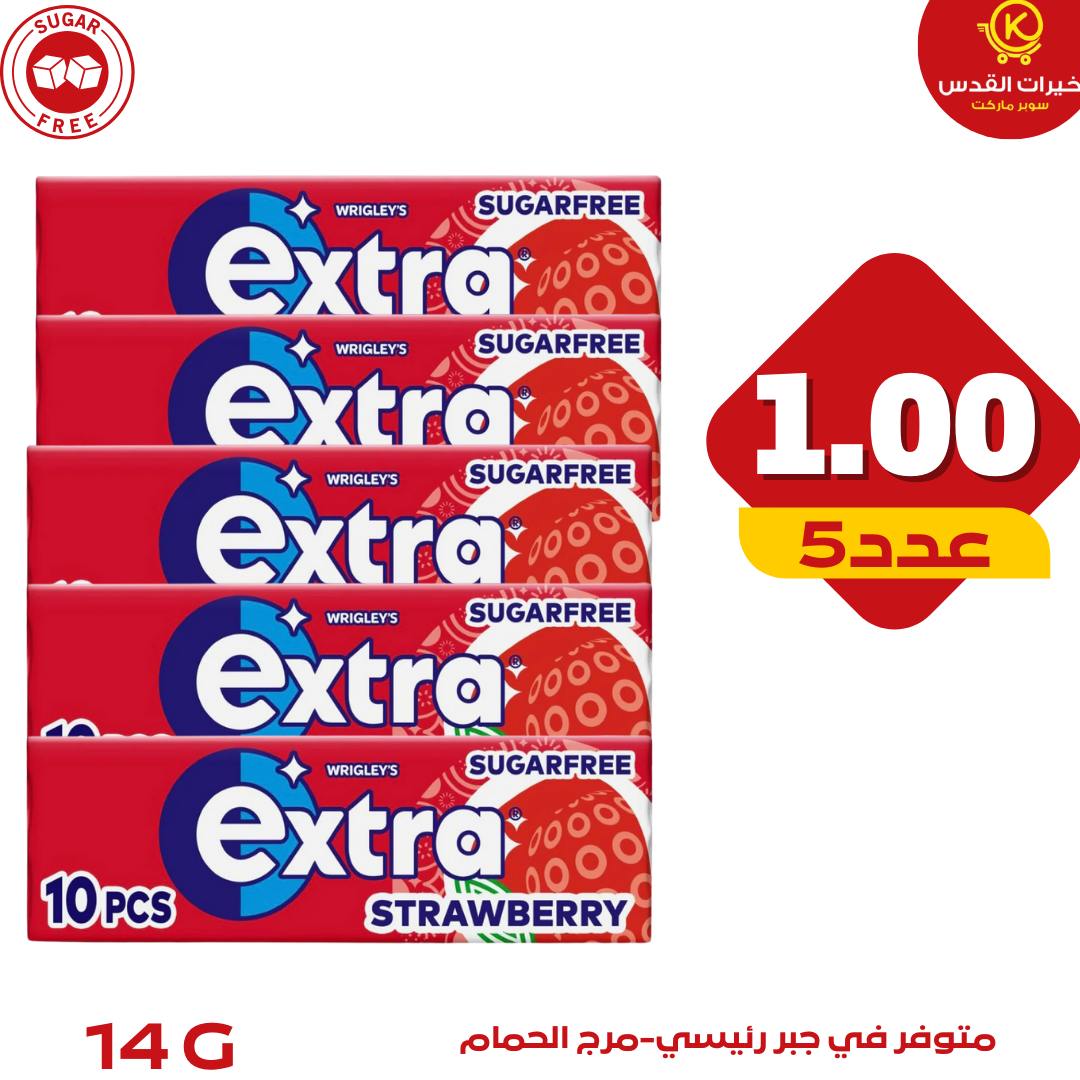 SUGAR
FREE
K
خيرات القدس
سوبر ماركت
WRIGLEY'S
SUGARFREE
extra®
WRIGLEY'S
SUGARFREE
extra®
WRIGLEY'S
SUGARFREE
extra®
WRIGLEY'S
SUGARFREE
extra®
WRIGLEY'S
SUGARFREE
extra®
10 PCS
STRAWBERRY
1.00
عدد5
14 G
متوفر في جبر رئيسي-مرج الحمام